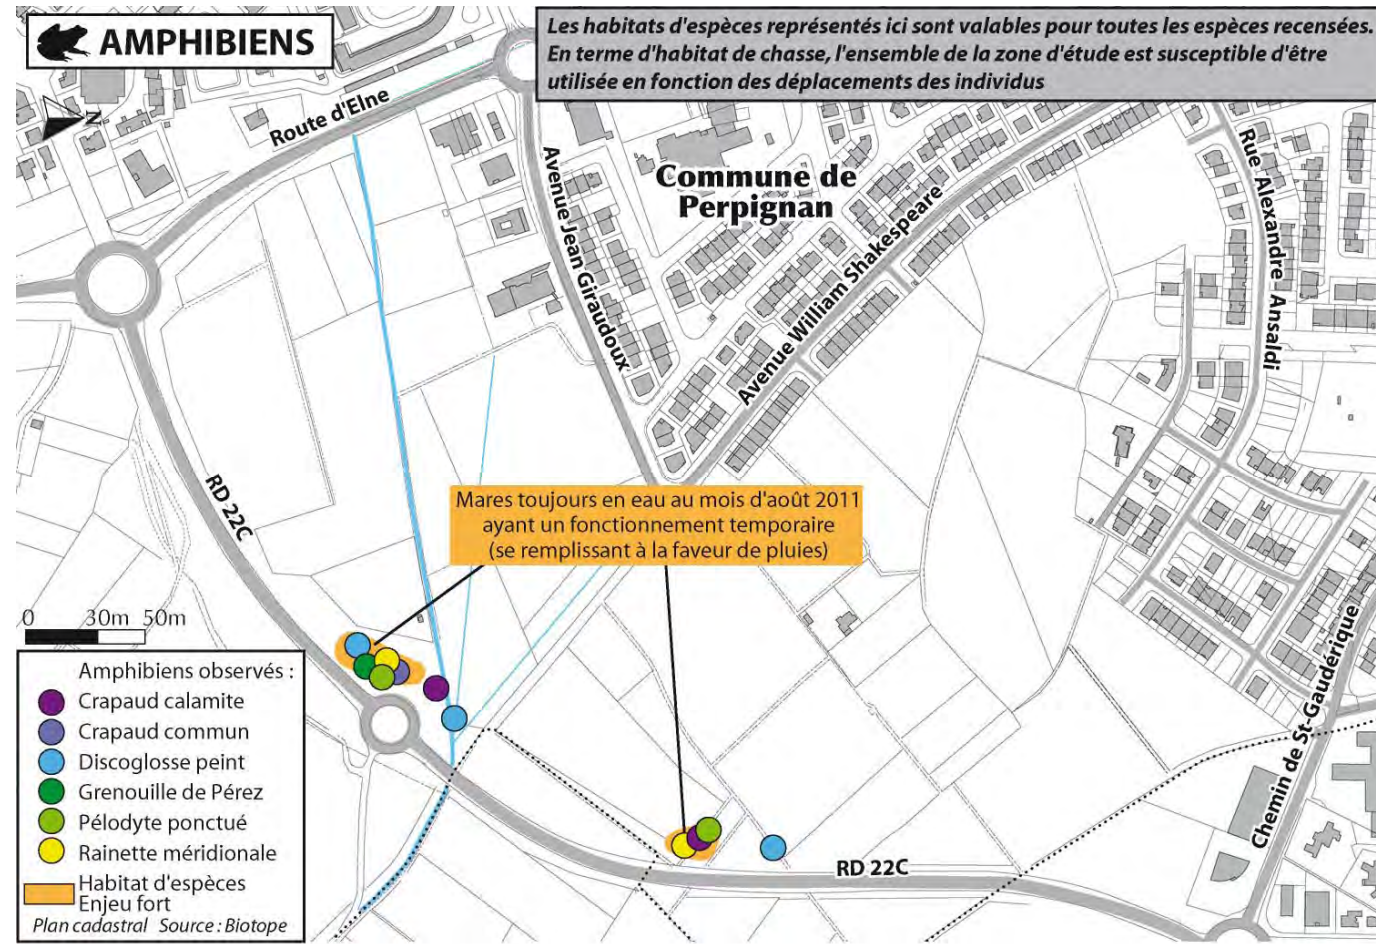 AMPHIBIENS
Les habitats d'espèces représentés ici sont valables pour toutes les espèces recensées.
En terme d'habitat de chasse, l'ensemble de la zone d'étude est susceptible d'être
utilisée en fonction des déplacements des individus
N
Route d'Elne
Avenue Jean Giraudoux
Commune de
Perpignan
Avenue William Shakespeare
Rue Alexandre Ansaldi
RD 22C
Mares toujours en eau au mois d'août 2011
ayant un fonctionnement temporaire
(se remplissant à la faveur de pluies)
Chemin de St-Gaudérique
RD 22C
0 30m 50m
Amphibiens observés :
Crapaud calamite
Crapaud commun
Discoglosse peint
Grenouille de Pérez
Pélodyte ponctué
Rainette méridionale
Habitat d'espèces
Enjeu fort
Plan cadastral Source : Biotope